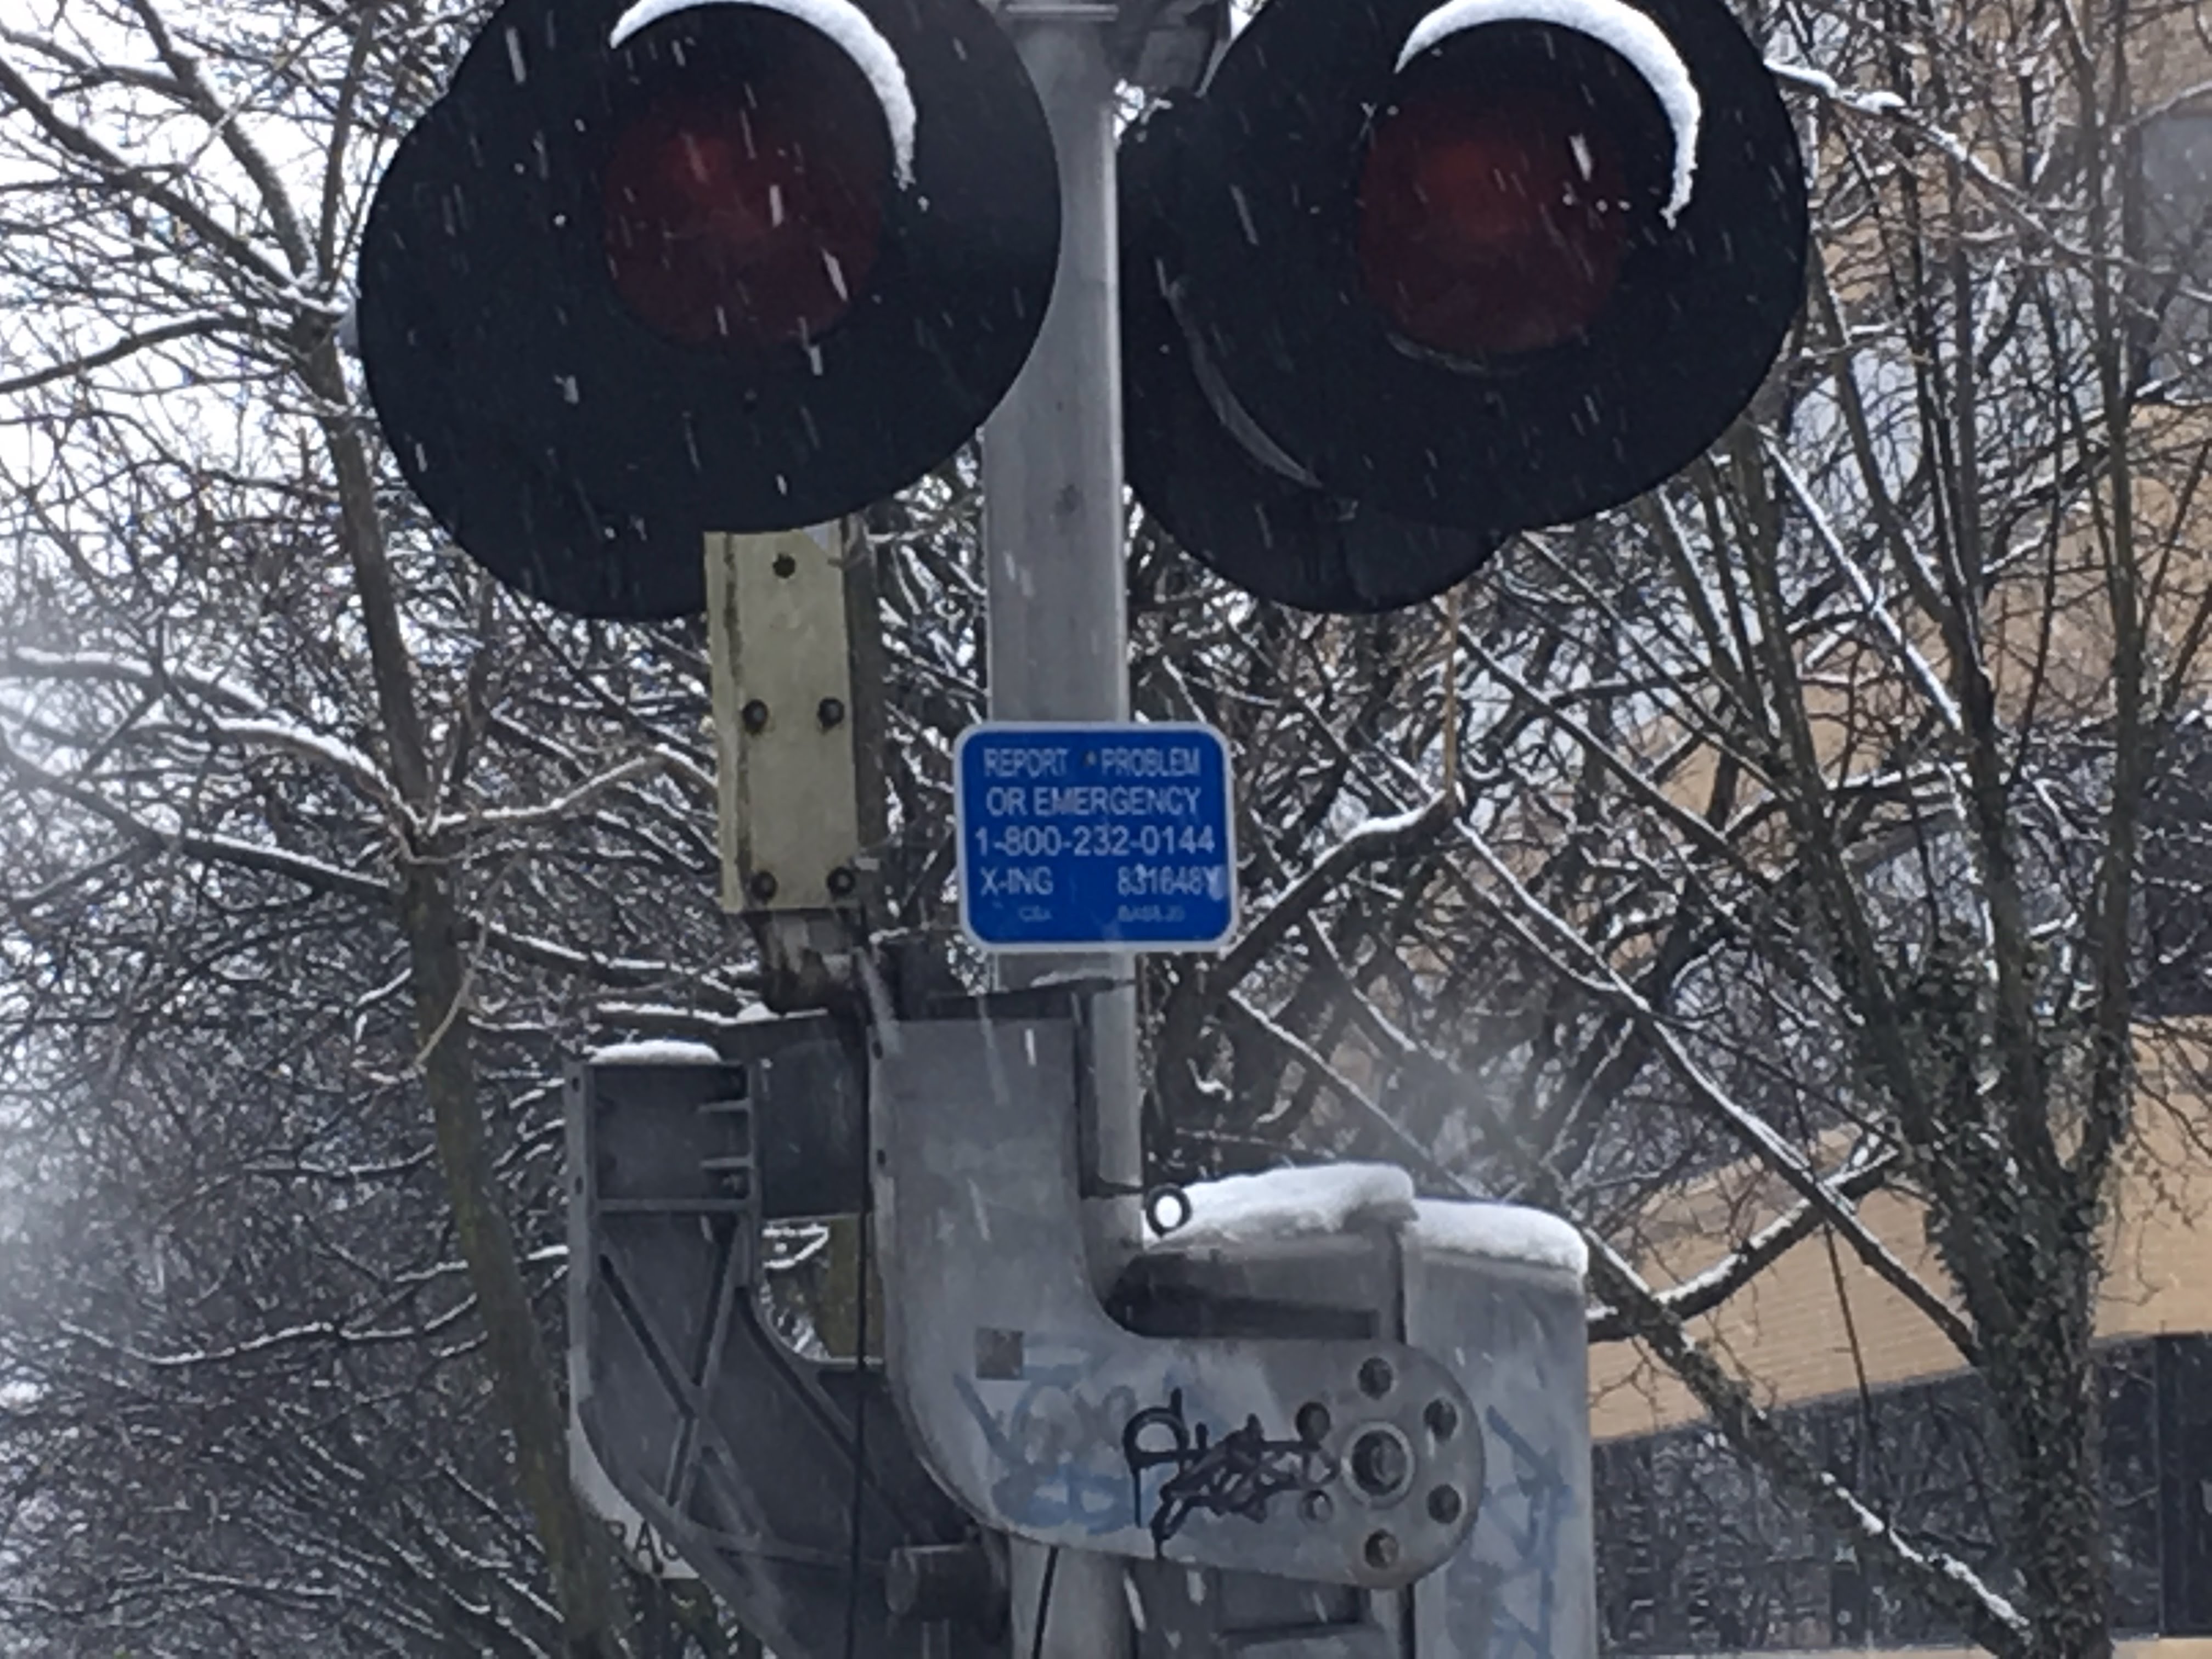 REPORT PROBLEM
OR EMERGENCY
1-800-232-0144
X-ING 831648Y
CSX